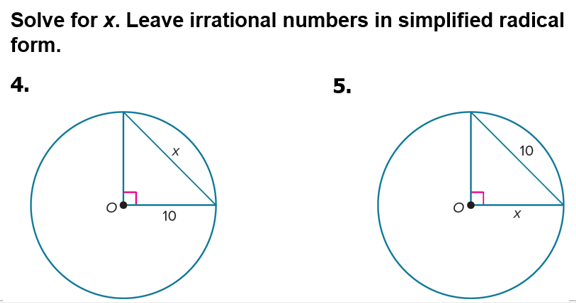 Solve for x. Leave irrational numbers in simplified radical
form.
4.
5.
x
O
10
10
O
x